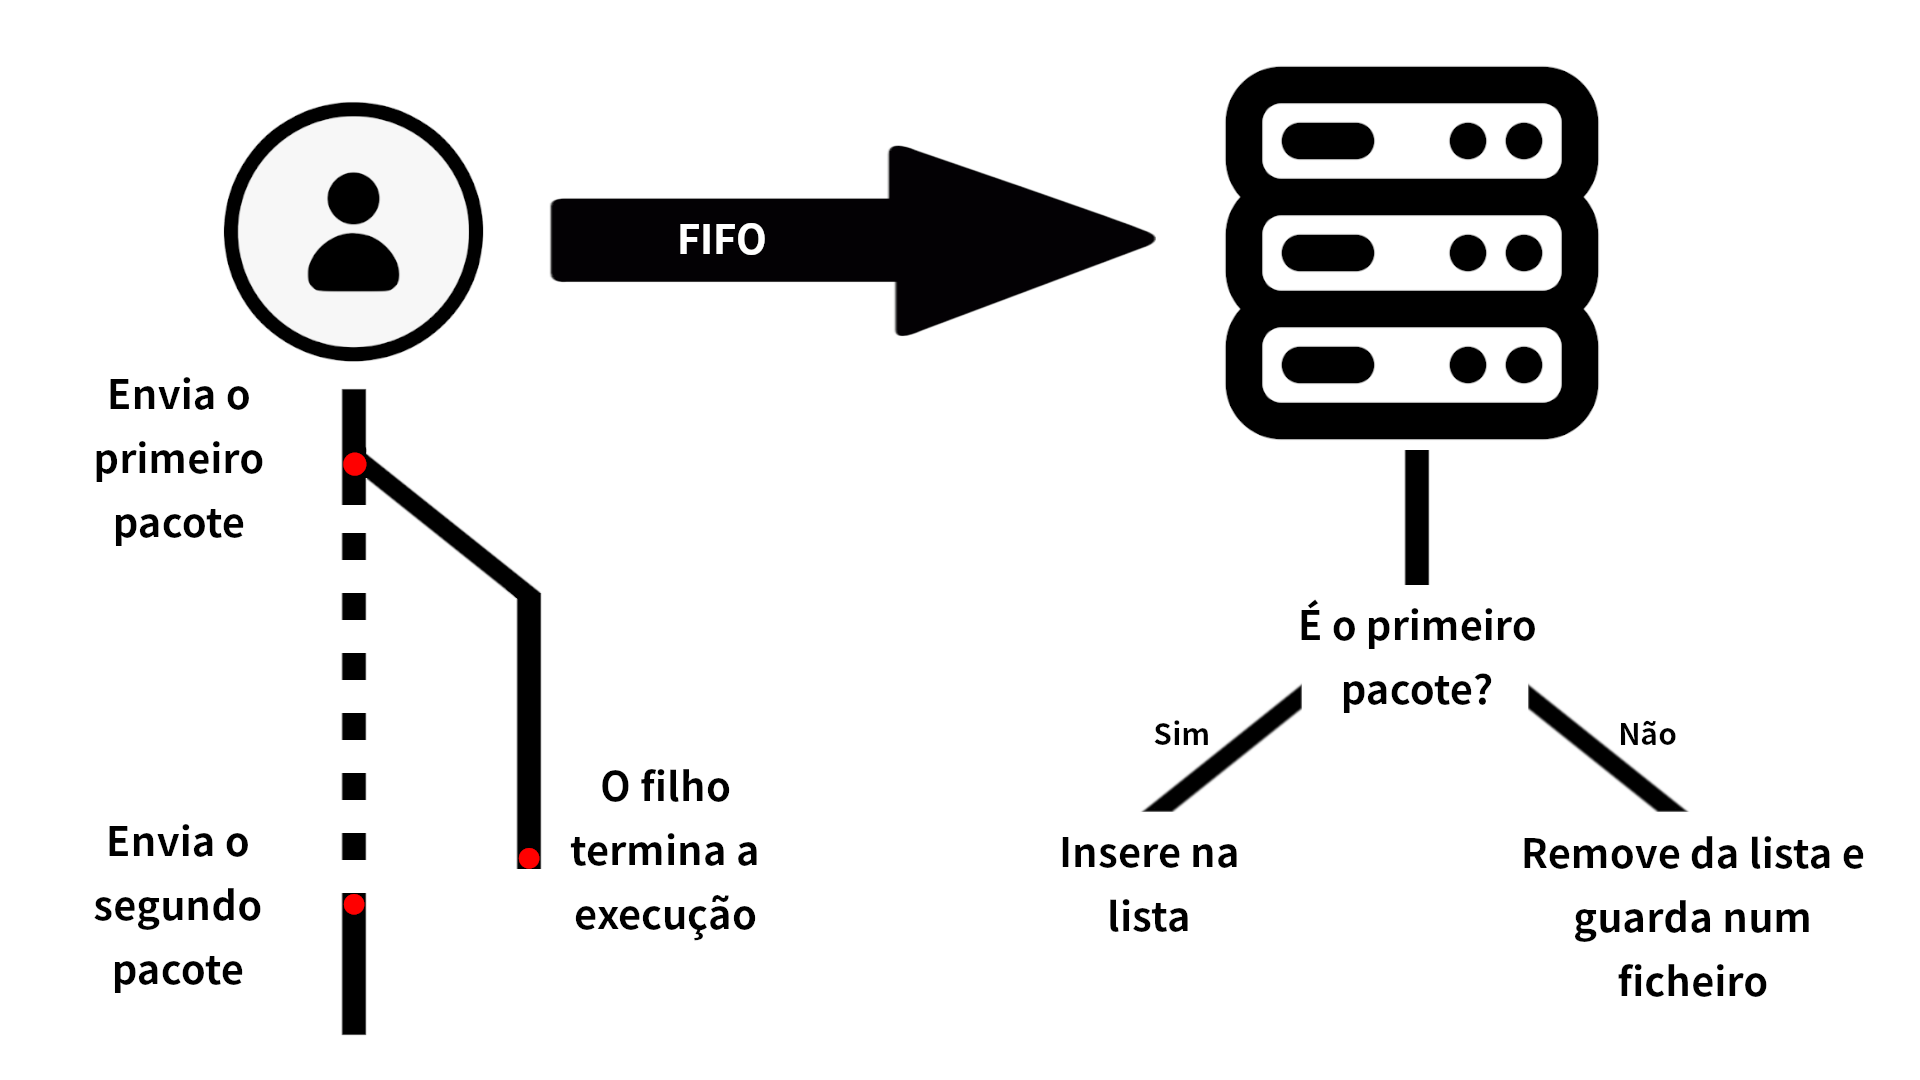 FIFO
Envia o
primeiro
pacote
O filho
termina a
execução
Envia o
segundo
pacote
É o primeiro
pacote?
Sim
Não
Insere na
lista
Remove da lista e
guarda num
ficheiro